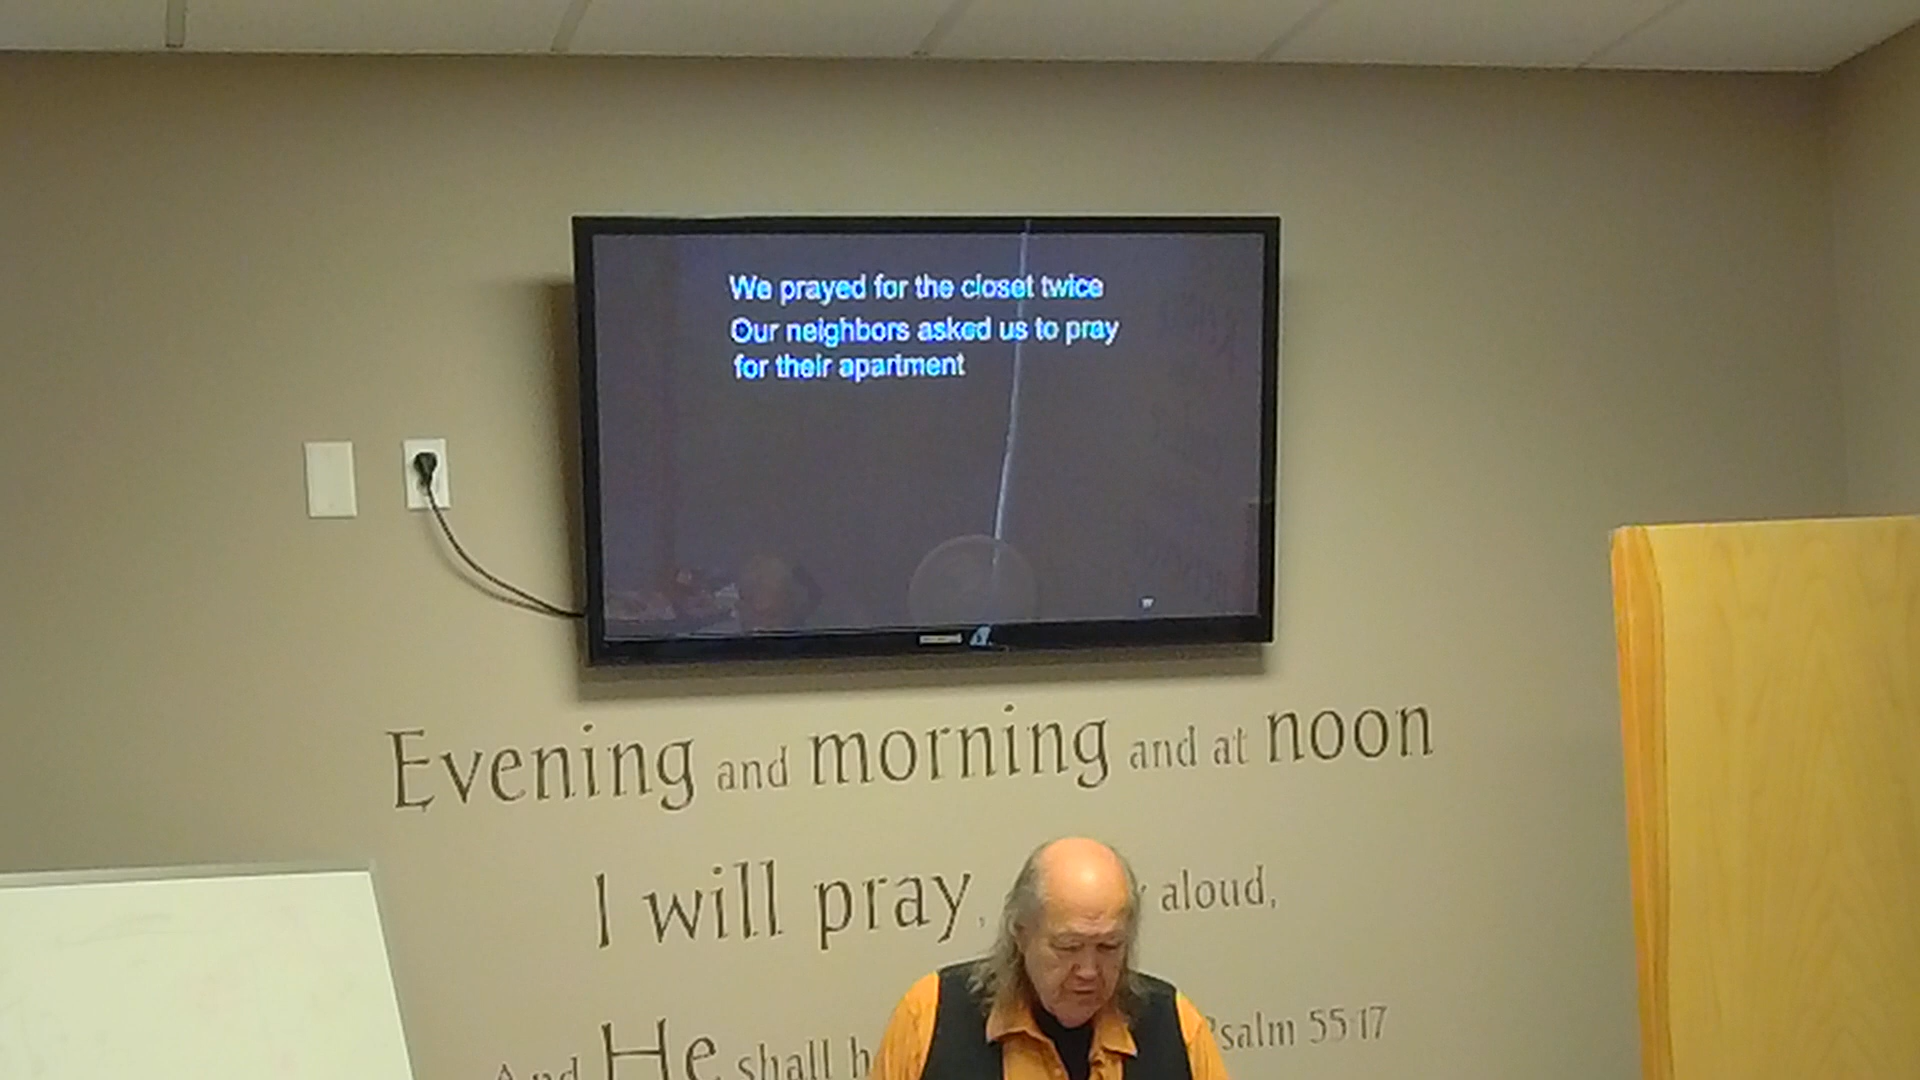 We prayed for the closet twice
Our neighbors asked us to pray
for their apartment
Evening and morning and at noon
I will pray, aloud,
And He shall Psalm 55:17